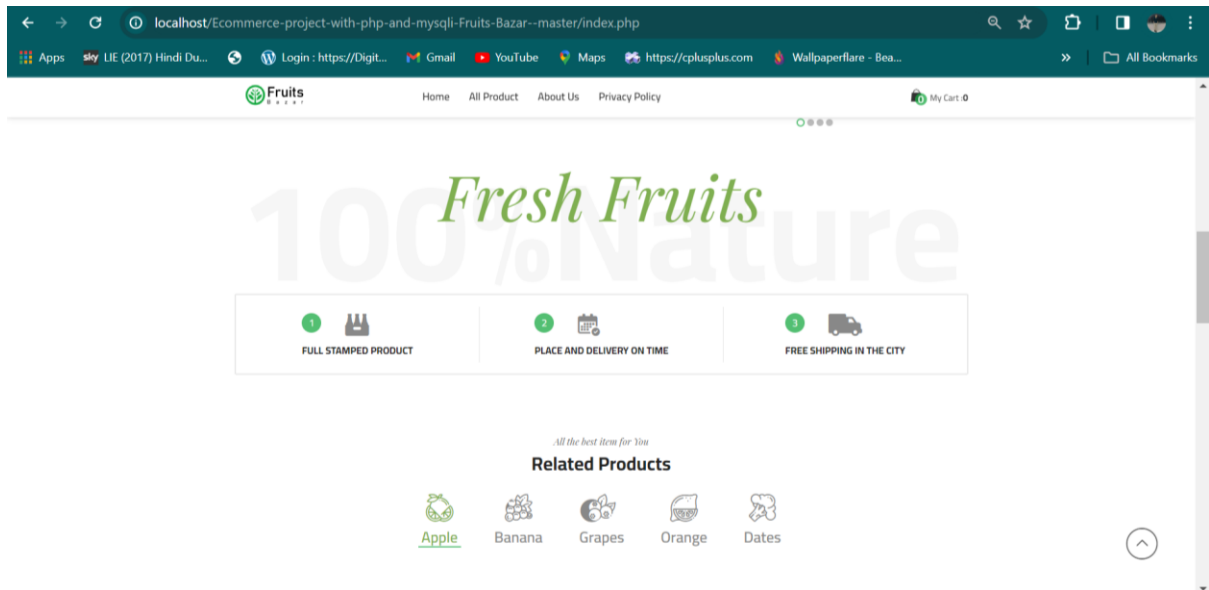 localhost/Ecommerce-project-with-php-and-mysqli-Fruits-Bazar--master/index.php
Apps sky LIE (2017) Hindi Du... Login : https://Digit... Gmail YouTube Maps https://cplusplus.com Wallpaperflare - Bea... » All Bookmarks
Fruits
Bazar
Home All Product About Us Privacy Policy
0 My Cart :0
100%Nature
Fresh Fruits
1
FULL STAMPED PRODUCT
2
PLACE AND DELIVERY ON TIME
3
FREE SHIPPING IN THE CITY
All the best item for You
Related Products
Apple Banana Grapes Orange Dates